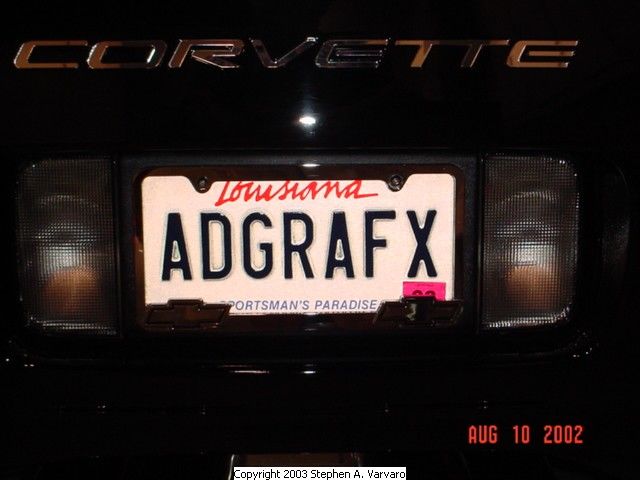 CORVETTE
Louisiana
ADGRAFX
SPORTSMAN'S PARADISE
AUG 10 2002
Copyright 2003 Stephen A. Varvaro